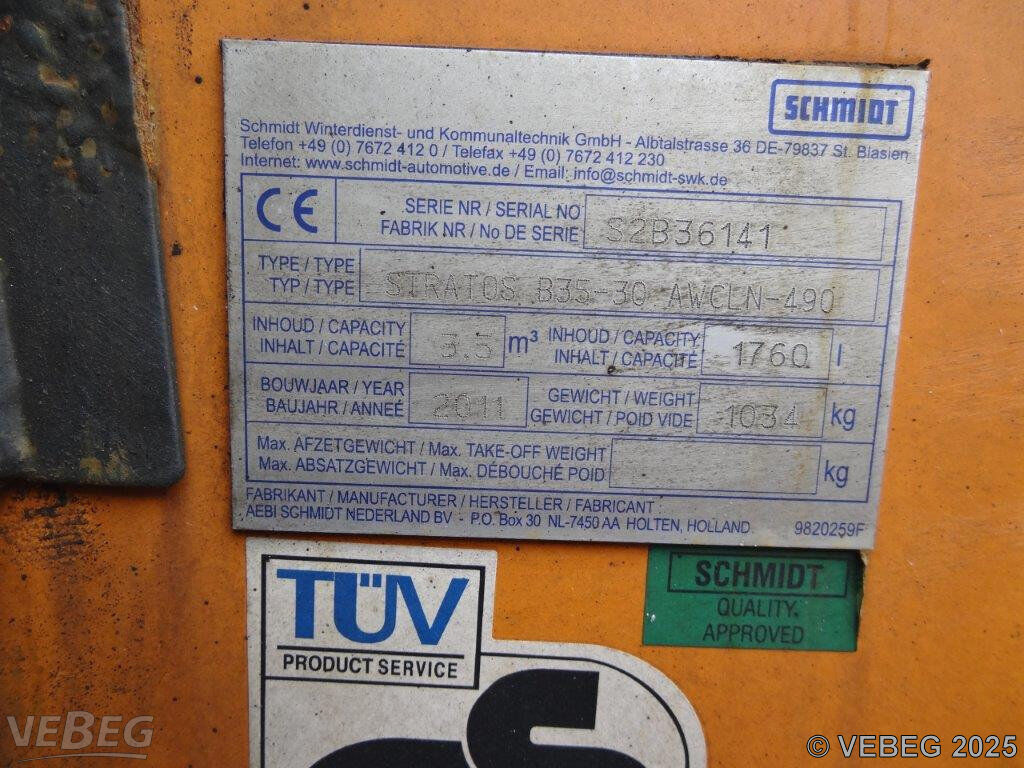 SCHMIDT
Schmidt Winterdienst- und Kommunaltechnik GmbH - Albtalstrasse 36 DE-79837 St. Blasien
Telefon +49 (0) 7672 412 0 / Telefax +49 (0) 7672 412 230
Internet: www.schmidt-automotive.de / Email: info@schmidt-swk.de
CE
SERIE NR / SERIAL NO
FABRIK NR / No DE SERIE
S2B36141
TYPE / TYPE
TYP / TYPE
STRATOS B35-30 AWCLN-490
INHOUD / CAPACITY
INHALT / CAPACITÉ
3.5 m³
INHOUD / CAPACITY
INHALT / CAPACITÉ
1760 l
BOUWJAAR / YEAR
BAUJAHR / ANNEÉ
2011
GEWICHT / WEIGHT
GEWICHT / POID VIDE
1034 kg
Max. AFZETGEWICHT / Max. TAKE-OFF WEIGHT
Max. ABSATZGEWICHT / Max. DÉBOUCHÉ POID
kg
FABRIKANT / MANUFACTURER / HERSTELLER / FABRICANT :
AEBI SCHMIDT NEDERLAND BV - P.O. Box 30 NL-7450 AA HOLTEN, HOLLAND
9820259F
TÜV
PRODUCT SERVICE
SCHMIDT
QUALITY
APPROVED
VEBEG
© VEBEG 2025